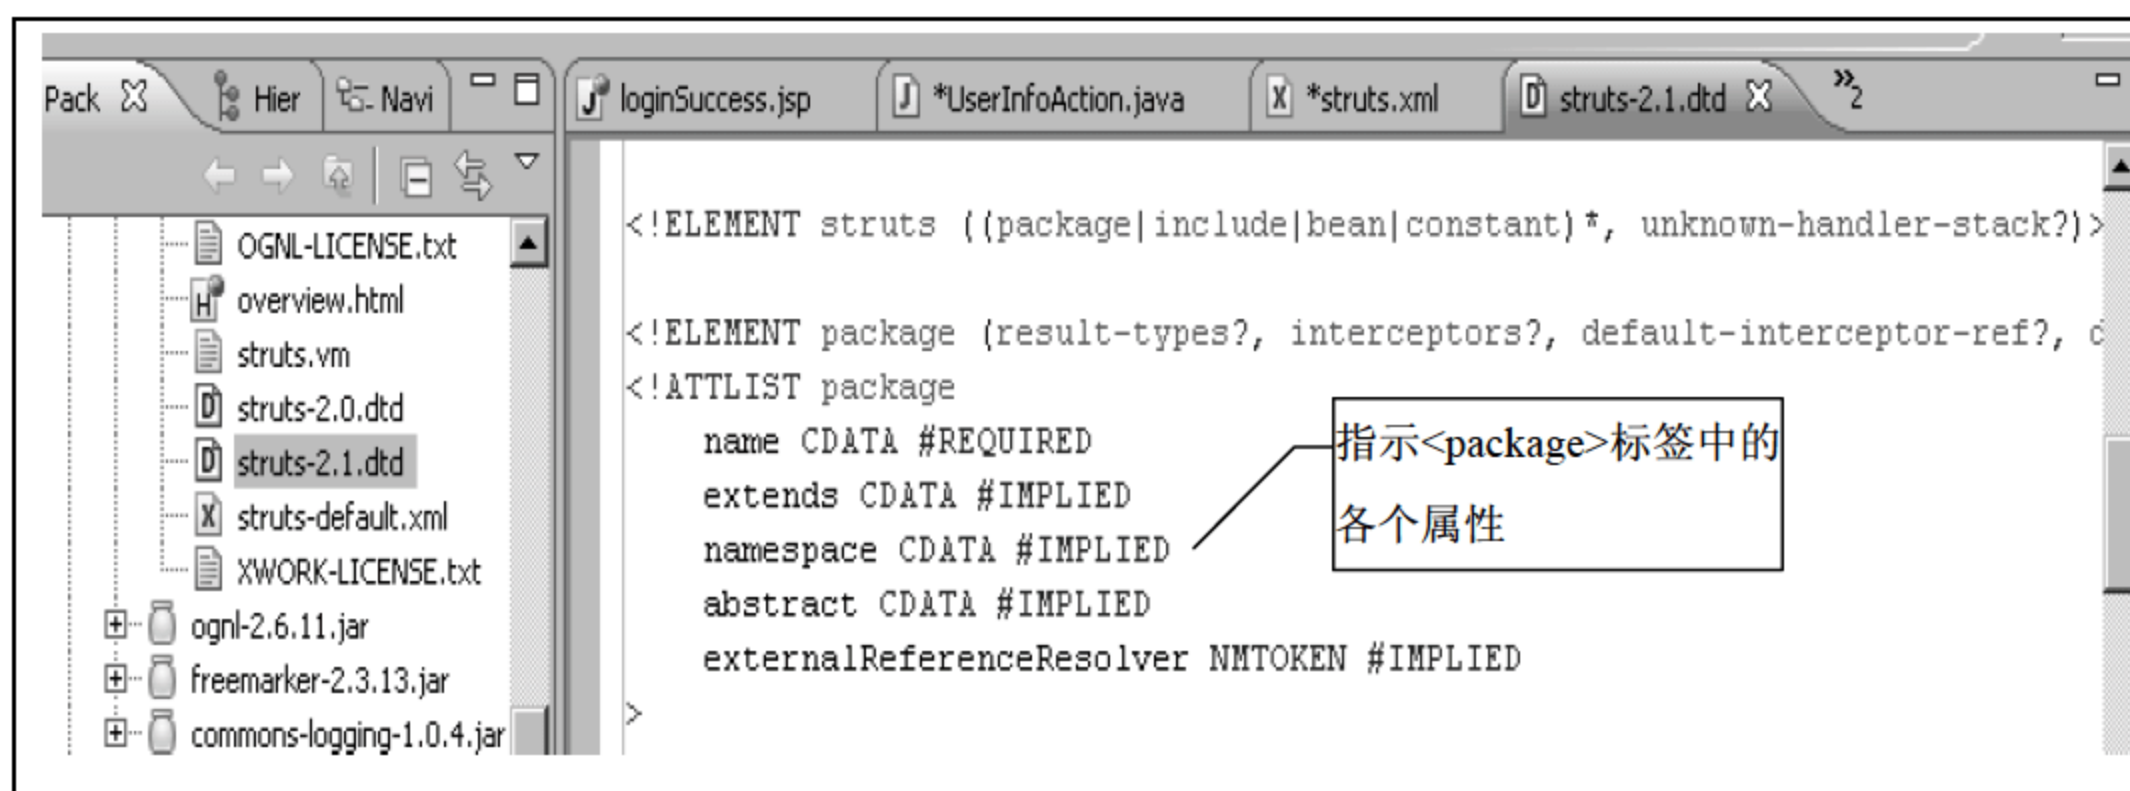 Pack Hier Navi
loginSuccess.jsp *UserInfoAction.java *struts.xml struts-2.1.dtd »2
OGNL-LICENSE.txt
overview.html
struts.vm
struts-2.0.dtd
struts-2.1.dtd
struts-default.xml
XWORK-LICENSE.txt
ognl-2.6.11.jar
freemarker-2.3.13.jar
commons-logging-1.0.4.jar
<!ELEMENT struts ((package|include|bean|constant)*, unknown-handler-stack?)>
<!ELEMENT package (result-types?, interceptors?, default-interceptor-ref?,
<!ATTLIST package
name CDATA #REQUIRED
extends CDATA #IMPLIED
namespace CDATA #IMPLIED
abstract CDATA #IMPLIED
externalReferenceResolver NMTOKEN #IMPLIED
>
指示<package>标签中的
各个属性